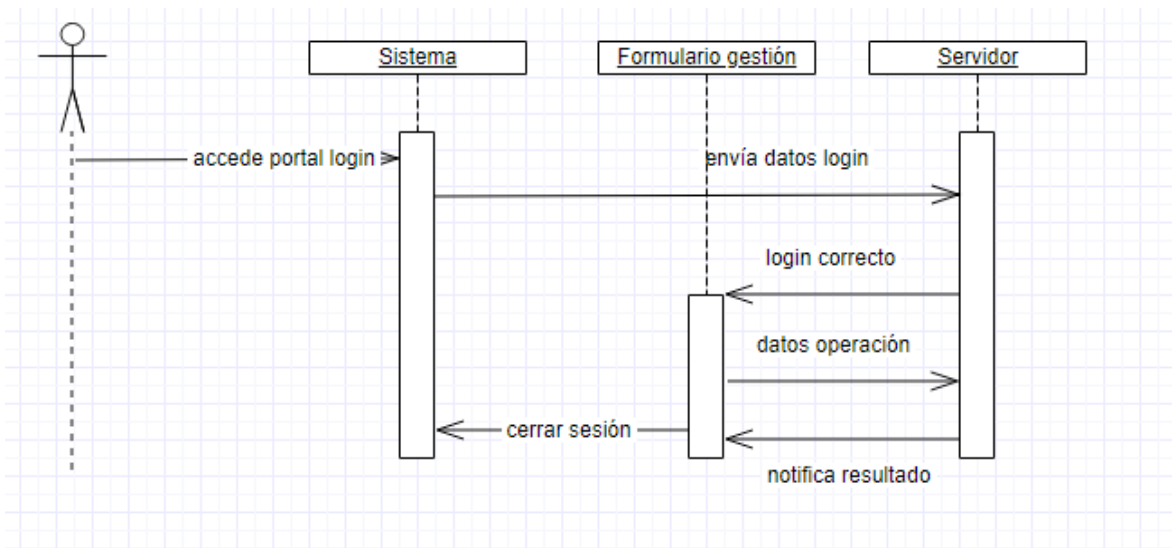 Sistema
Formulario gestión
Servidor
accede portal login
envía datos login
login correcto
datos operación
cerrar sesión
notifica resultado